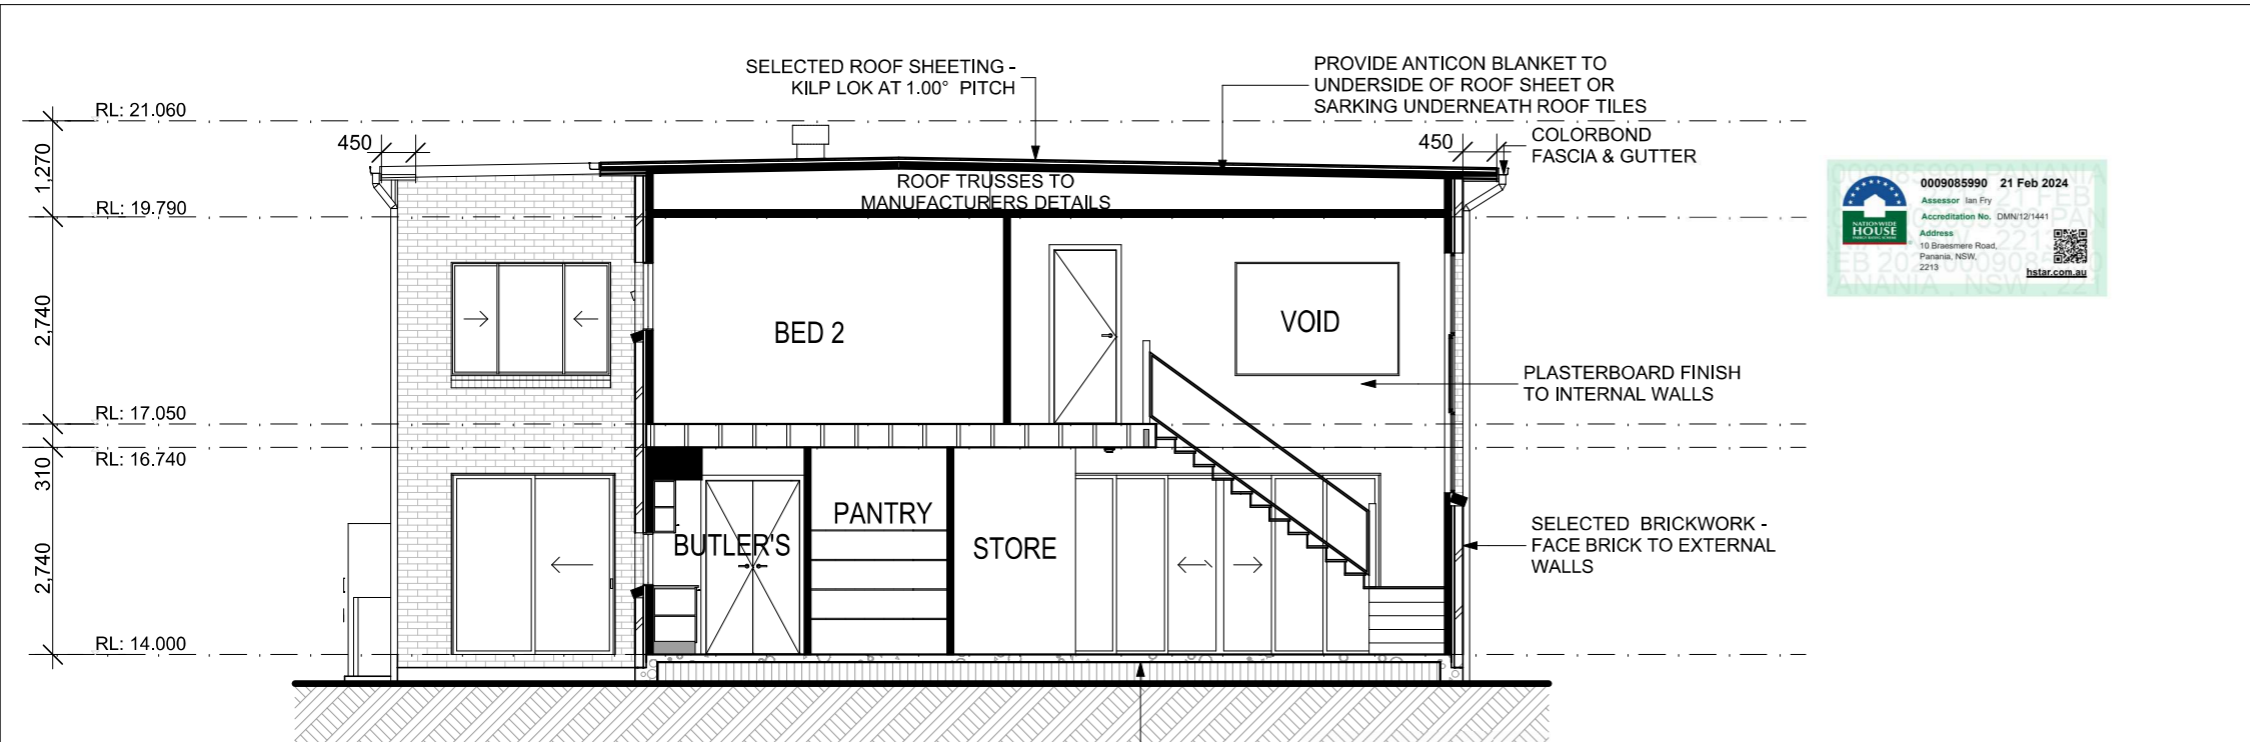 SELECTED ROOF SHEETING -
KILP LOK AT 1.00° PITCH
PROVIDE ANTICON BLANKET TO
UNDERSIDE OF ROOF SHEET OR
SARKING UNDERNEATH ROOF TILES
RL: 21.060
450
450
COLORBOND
FASCIA & GUTTER
1,270
ROOF TRUSSES TO
MANUFACTURERS DETAILS
RL: 19.790
0009085990 21 Feb 2024
Assessor Ian Fry
Accreditation No. DMN/12/1441
Address
10 Braesmere Road,
Panania, NSW,
2213
hstar.com.au
NATIONWIDE
HOUSE
2,740
BED 2
VOID
PLASTERBOARD FINISH
TO INTERNAL WALLS
RL: 17.050
RL: 16.740
310
BUTLER'S
PANTRY
STORE
SELECTED BRICKWORK -
FACE BRICK TO EXTERNAL
WALLS
2,740
RL: 14.000